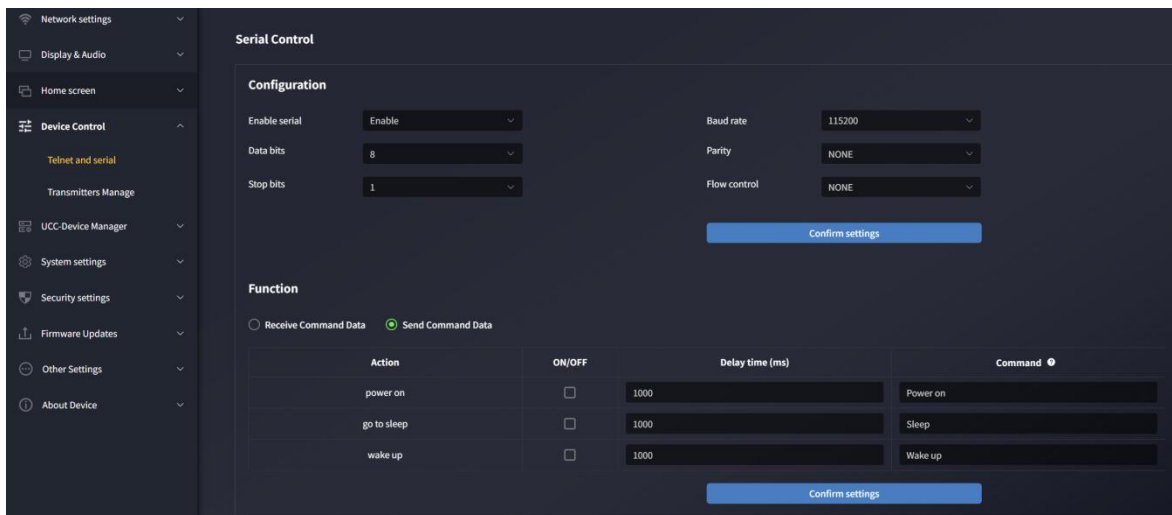 Network settings
Display & Audio
Home screen
Device Control
Telnet and serial
Transmitters Manage
UCC-Device Manager
System settings
Security settings
Firmware Updates
Other Settings
About Device
Serial Control
Configuration
Enable serial Enable Baud rate 115200
Data bits 8 Parity NONE
Stop bits 1 Flow control NONE
Confirm settings
Function
Receive Command Data Send Command Data
Action ON/OFF Delay time (ms) Command ?
power on 1000 Power on
go to sleep 1000 Sleep
wake up 1000 Wake up
Confirm settings